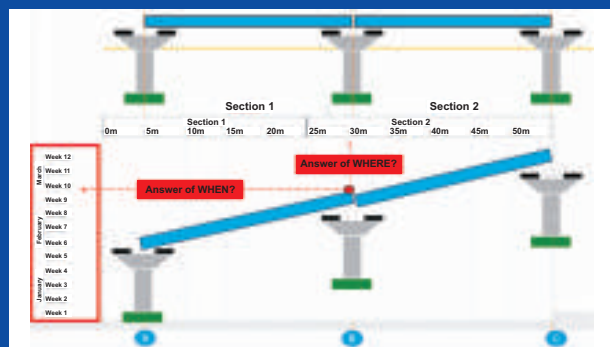 Section 1
Section 2
Section 1
Section 2
0m 5m 10m 15m 20m 25m 30m 35m 40m 45m 50m
Answer of WHERE?
Answer of WHEN?
March
Week 12
Week 11
Week 10
Week 9
February
Week 8
Week 7
Week 6
Week 5
January
Week 4
Week 3
Week 2
Week 1
A
C